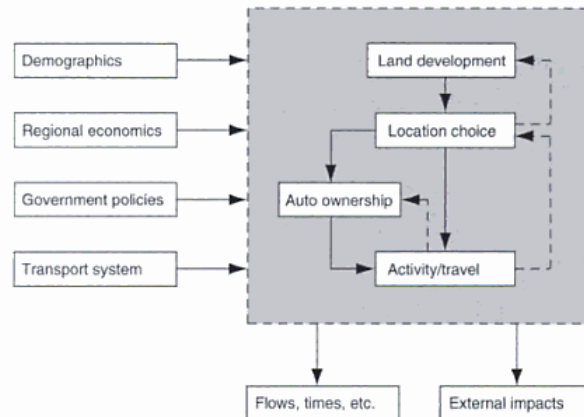 Demographics
Regional economics
Government policies
Transport system
Land development
Location choice
Auto ownership
Activity/travel
Flows, times, etc.
External impacts